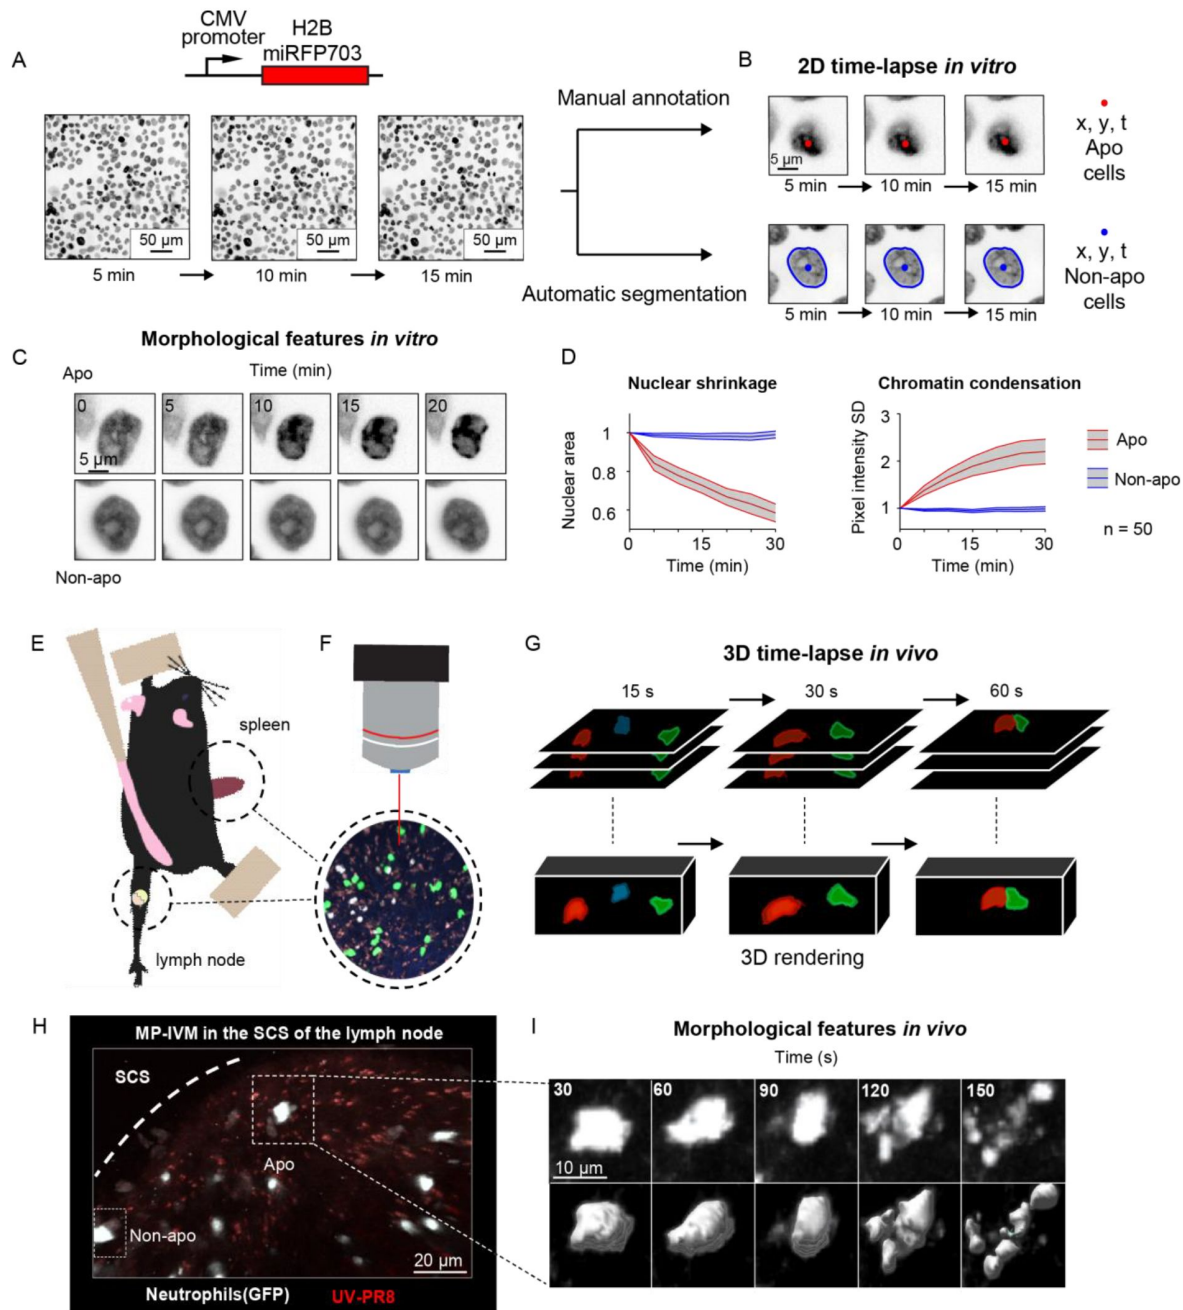 A
CMV
promoter
H2B
miRFP703
50 µm
50 µm
50 µm
5 min
10 min
15 min
Manual annotation
Automatic segmentation
B
2D time-lapse in vitro
5 µm
5 min
10 min
15 min
x, y, t
Apo
cells
5 min
10 min
15 min
x, y, t
Non-apo
cells
Morphological features in vitro
C
Apo
Time (min)
0
5
10
15
20
5 µm
Non-apo
D
Nuclear shrinkage
Nuclear area
1
0.8
0.6
0
15
30
Time (min)
Chromatin condensation
Pixel intensity SD
3
2
1
0
15
30
Time (min)
Apo
Non-apo
n = 50
E
spleen
lymph node
F
G
3D time-lapse in vivo
15 s
30 s
60 s
3D rendering
H
MP-IVM in the SCS of the lymph node
SCS
Apo
Non-apo
20 µm
Neutrophils(GFP)
UV-PR8
I
Morphological features in vivo
Time (s)
30
60
90
120
150
10 µm